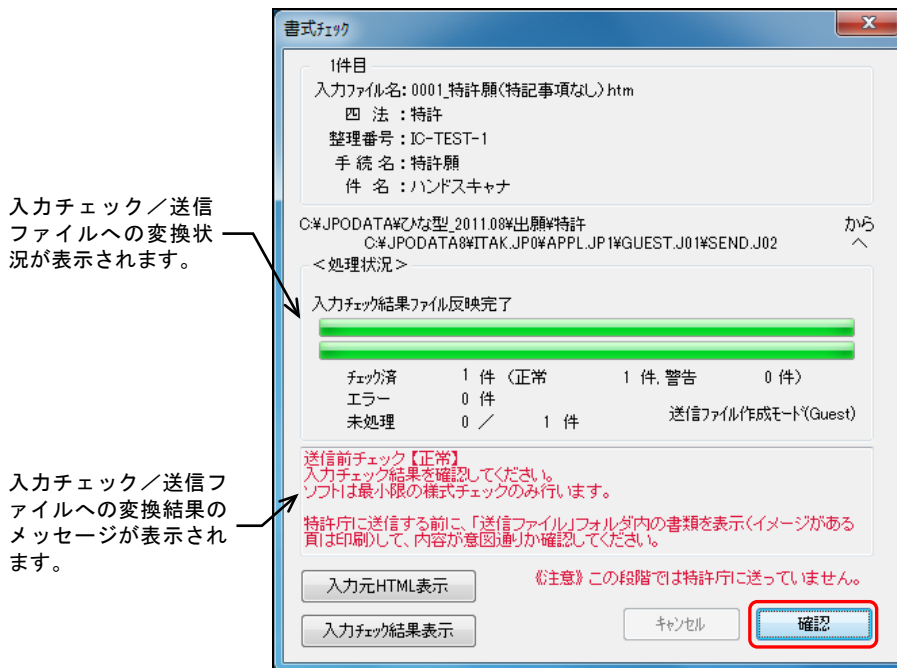 書式ﾁｪｯｸ
1件目
入力ﾌｧｲﾙ名：0001_特許願(特記事項なし).htm
四　法：特許
整理番号：IC-TEST-1
手 続 名：特許願
件　名：ハンドスキャナ
C:¥JPODATA¥ひな型_2011.08¥出願¥特許　から
C:¥JPODATA8¥ITAK.JP0¥APPL.JP1¥GUEST.J01¥SEND.J02　へ
＜処理状況＞
入力ﾁｪｯｸ結果ﾌｧｲﾙ反映完了
ﾁｪｯｸ済　1 件 （正常　1 件, 警告　0 件）
エラー　0 件
未処理　0 ／　1 件
送信ﾌｧｲﾙ作成ﾓｰﾄﾞ(Guest)
送信前チェック【正常】
入力チェック結果を確認してください。
ソフトは最小限の様式チェックのみ行います。
特許庁に送信する前に、「送信ファイル」フォルダ内の書類を表示(イメージがある
頁は印刷)して、内容が意図通りか確認してください。
入力元HTML表示
《注意》 この段階では特許庁に送っていません。
入力ﾁｪｯｸ結果表示
ｷｬﾝｾﾙ
確認
入力チェック／送信
ファイルへの変換状
況が表示されます。
入力チェック／送信フ
ァイルへの変換結果の
メッセージが表示され
ます。